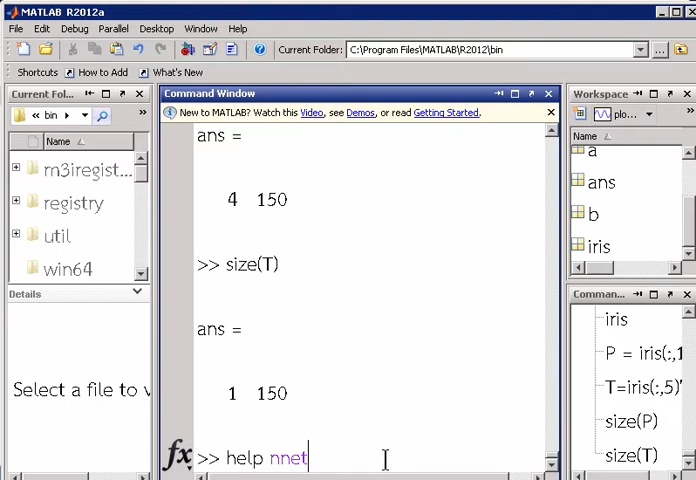 MATLAB R2012a
File Edit Debug Parallel Desktop Window Help
Current Folder: C:\Program Files\MATLAB\R2012\bin
Shortcuts How to Add What's New
Current Fol...
« bin
Name
rn3iregist...
registry
util
win64
Details
Select a file to v
Command Window
New to MATLAB? Watch this Video, see Demos, or read Getting Started.
ans =
4 150
>> size(T)
ans =
1 150
fx >> help nnet
Workspace
plo...
Name
a
ans
b
iris
Comman...
iris
P = iris(:,1
T=iris(:,5)'
size(P)
size(T)